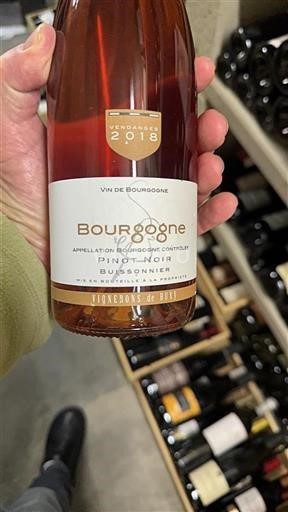 VENDANGES
2018
VIN DE BOURGOGNE
BOURGOGNE
APPELLATION BOURGOGNE CONTRÔLÉE
PINOT NOIR
BUISSONNIER
MIS EN BOUTEILLE À LA PROPRIÉTÉ
VIGNERONS de BUXY